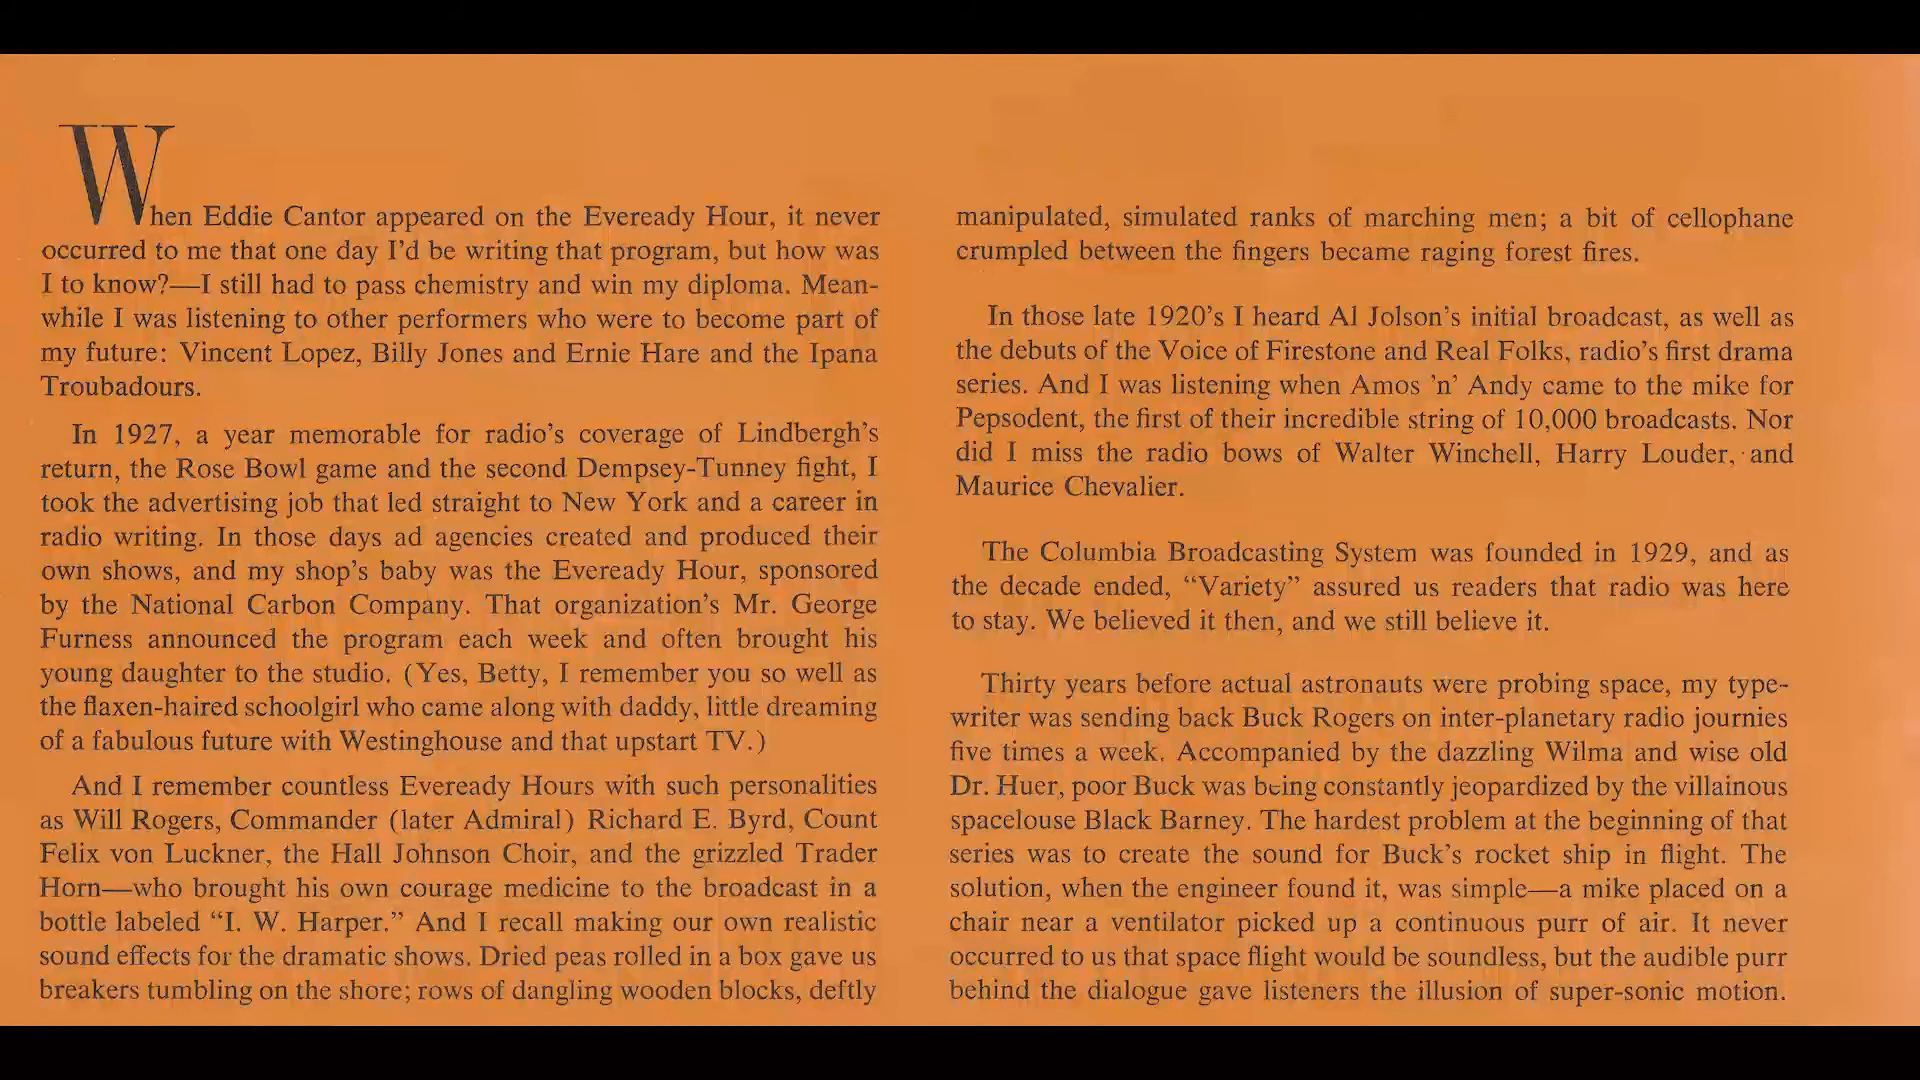 When Eddie Cantor appeared on the Eveready Hour, it never
occurred to me that one day I'd be writing that program, but how was
I to know?—I still had to pass chemistry and win my diploma. Mean-
while I was listening to other performers who were to become part of
my future: Vincent Lopez, Billy Jones and Ernie Hare and the Ipana
Troubadours.
In 1927, a year memorable for radio's coverage of Lindbergh's
return, the Rose Bowl game and the second Dempsey-Tunney fight, I
took the advertising job that led straight to New York and a career in
radio writing. In those days ad agencies created and produced their
own shows, and my shop's baby was the Eveready Hour, sponsored
by the National Carbon Company. That organization's Mr. George
Furness announced the program each week and often brought his
young daughter to the studio. (Yes, Betty, I remember you so well as
the flaxen-haired schoolgirl who came along with daddy, little dreaming
of a fabulous future with Westinghouse and that upstart TV.)
And I remember countless Eveready Hours with such personalities
as Will Rogers, Commander (later Admiral) Richard E. Byrd, Count
Felix von Luckner, the Hall Johnson Choir, and the grizzled Trader
Horn—who brought his own courage medicine to the broadcast in a
bottle labeled “I. W. Harper.” And I recall making our own realistic
sound effects for the dramatic shows. Dried peas rolled in a box gave us
breakers tumbling on the shore; rows of dangling wooden blocks, deftly
manipulated, simulated ranks of marching men; a bit of cellophane
crumpled between the fingers became raging forest fires.
In those late 1920's I heard Al Jolson's initial broadcast, as well as
the debuts of the Voice of Firestone and Real Folks, radio's first drama
series. And I was listening when Amos 'n' Andy came to the mike for
Pepsodent, the first of their incredible string of 10,000 broadcasts. Nor
did I miss the radio bows of Walter Winchell, Harry Louder, and
Maurice Chevalier.
The Columbia Broadcasting System was founded in 1929, and as
the decade ended, “Variety” assured us readers that radio was here
to stay. We believed it then, and we still believe it.
Thirty years before actual astronauts were probing space, my type-
writer was sending back Buck Rogers on inter-planetary radio journies
five times a week. Accompanied by the dazzling Wilma and wise old
Dr. Huer, poor Buck was being constantly jeopardized by the villainous
spacelouse Black Barney. The hardest problem at the beginning of that
series was to create the sound for Buck's rocket ship in flight. The
solution, when the engineer found it, was simple—a mike placed on a
chair near a ventilator picked up a continuous purr of air. It never
occurred to us that space flight would be soundless, but the audible purr
behind the dialogue gave listeners the illusion of super-sonic motion.